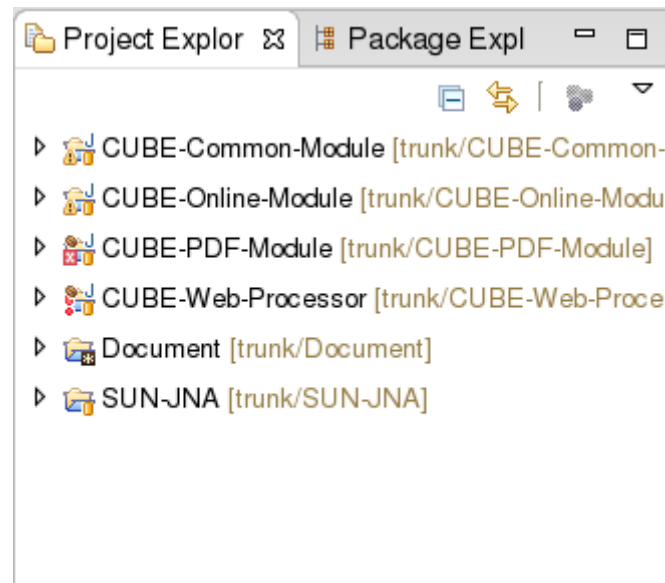 Project Explor Package Expl
CUBE-Common-Module [trunk/CUBE-Common-
CUBE-Online-Module [trunk/CUBE-Online-Modu
CUBE-PDF-Module [trunk/CUBE-PDF-Module]
CUBE-Web-Processor [trunk/CUBE-Web-Proce
Document [trunk/Document]
SUN-JNA [trunk/SUN-JNA]